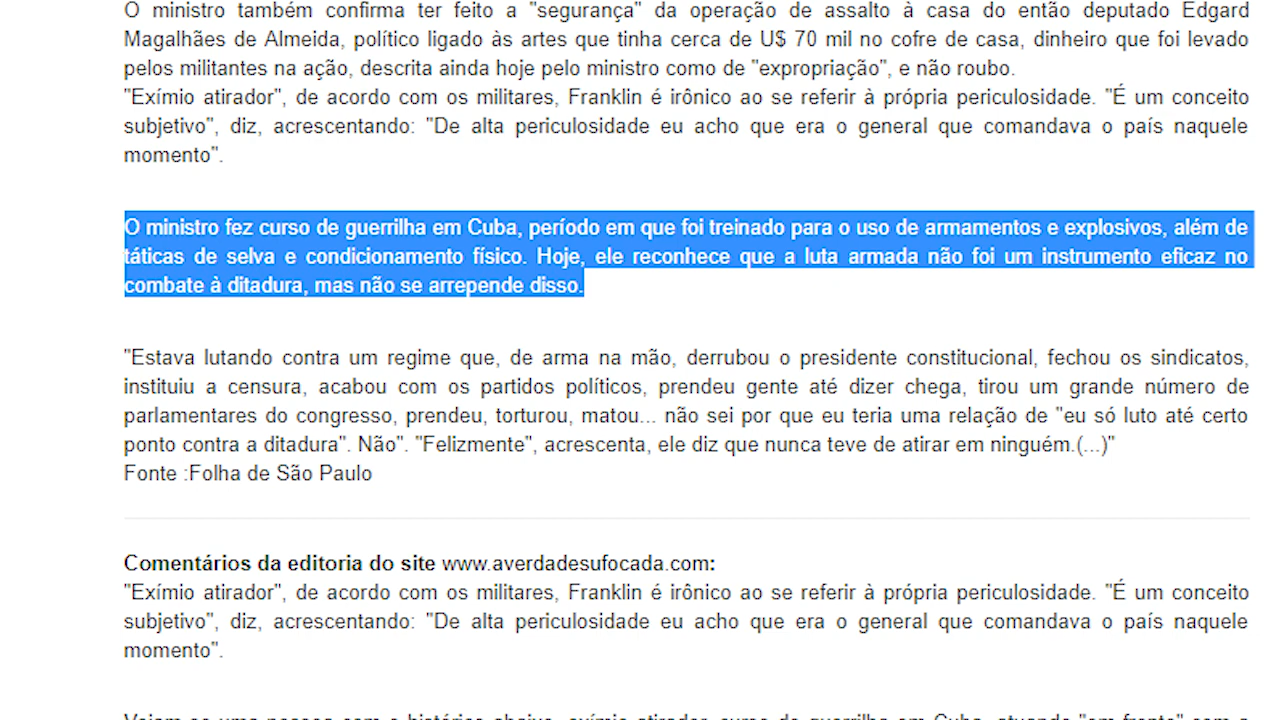 O ministro também confirma ter feito a "segurança" da operação de assalto à casa do então deputado Edgard
Magalhães de Almeida, político ligado às artes que tinha cerca de U$ 70 mil no cofre de casa, dinheiro que foi levado
pelos militantes na ação, descrita ainda hoje pelo ministro como de "expropriação", e não roubo.
"Exímio atirador", de acordo com os militares, Franklin é irônico ao se referir à própria periculosidade. "É um conceito
subjetivo", diz, acrescentando: "De alta periculosidade eu acho que era o general que comandava o país naquele
momento".
O ministro fez curso de guerrilha em Cuba, período em que foi treinado para o uso de armamentos e explosivos, além de
táticas de selva e condicionamento físico. Hoje, ele reconhece que a luta armada não foi um instrumento eficaz no
combate à ditadura, mas não se arrepende disso.
"Estava lutando contra um regime que, de arma na mão, derrubou o presidente constitucional, fechou os sindicatos,
instituiu a censura, acabou com os partidos políticos, prendeu gente até dizer chega, tirou um grande número de
parlamentares do congresso, prendeu, torturou, matou... não sei por que eu teria uma relação de "eu só luto até certo
ponto contra a ditadura". Não". "Felizmente", acrescenta, ele diz que nunca teve de atirar em ninguém.(...)"
Fonte :Folha de São Paulo
Comentários da editoria do site www.averdadesufocada.com:
"Exímio atirador", de acordo com os militares, Franklin é irônico ao se referir à própria periculosidade. "É um conceito
subjetivo", diz, acrescentando: "De alta periculosidade eu acho que era o general que comandava o país naquele
momento".